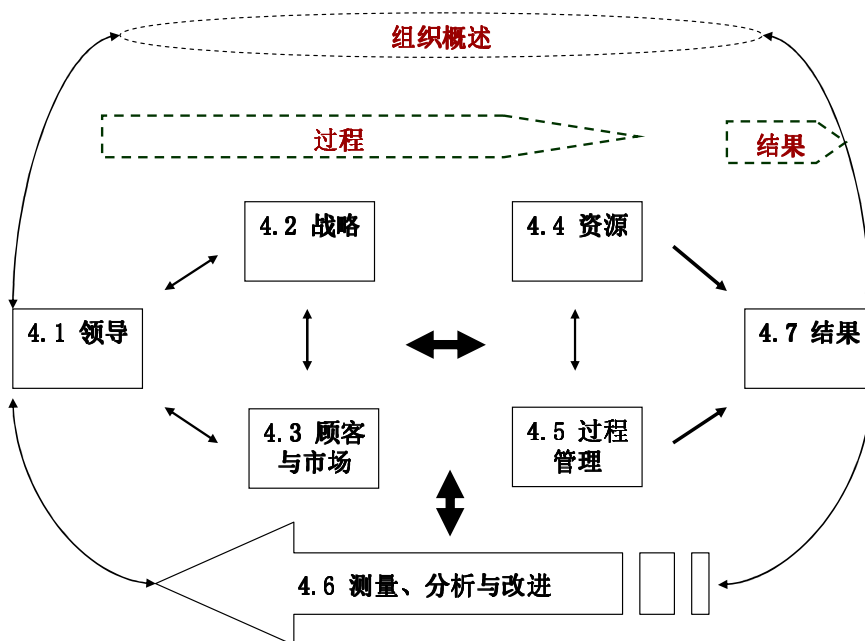 组织概述
过程
结果
4.2 战略
4.4 资源
4.1 领导
4.7 结果
4.3 顾客
与市场
4.5 过程
管理
4.6 测量、分析与改进